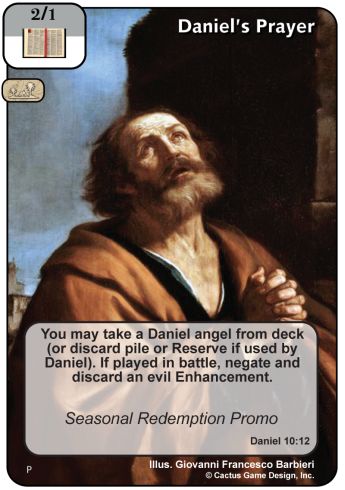 2/1
Daniel's Prayer
You may take a Daniel angel from deck
(or discard pile or Reserve if used by
Daniel). If played in battle, negate and
discard an evil Enhancement.
Seasonal Redemption Promo
Daniel 10:12
P
Illus. Giovanni Francesco Barbieri
© Cactus Game Design, Inc.